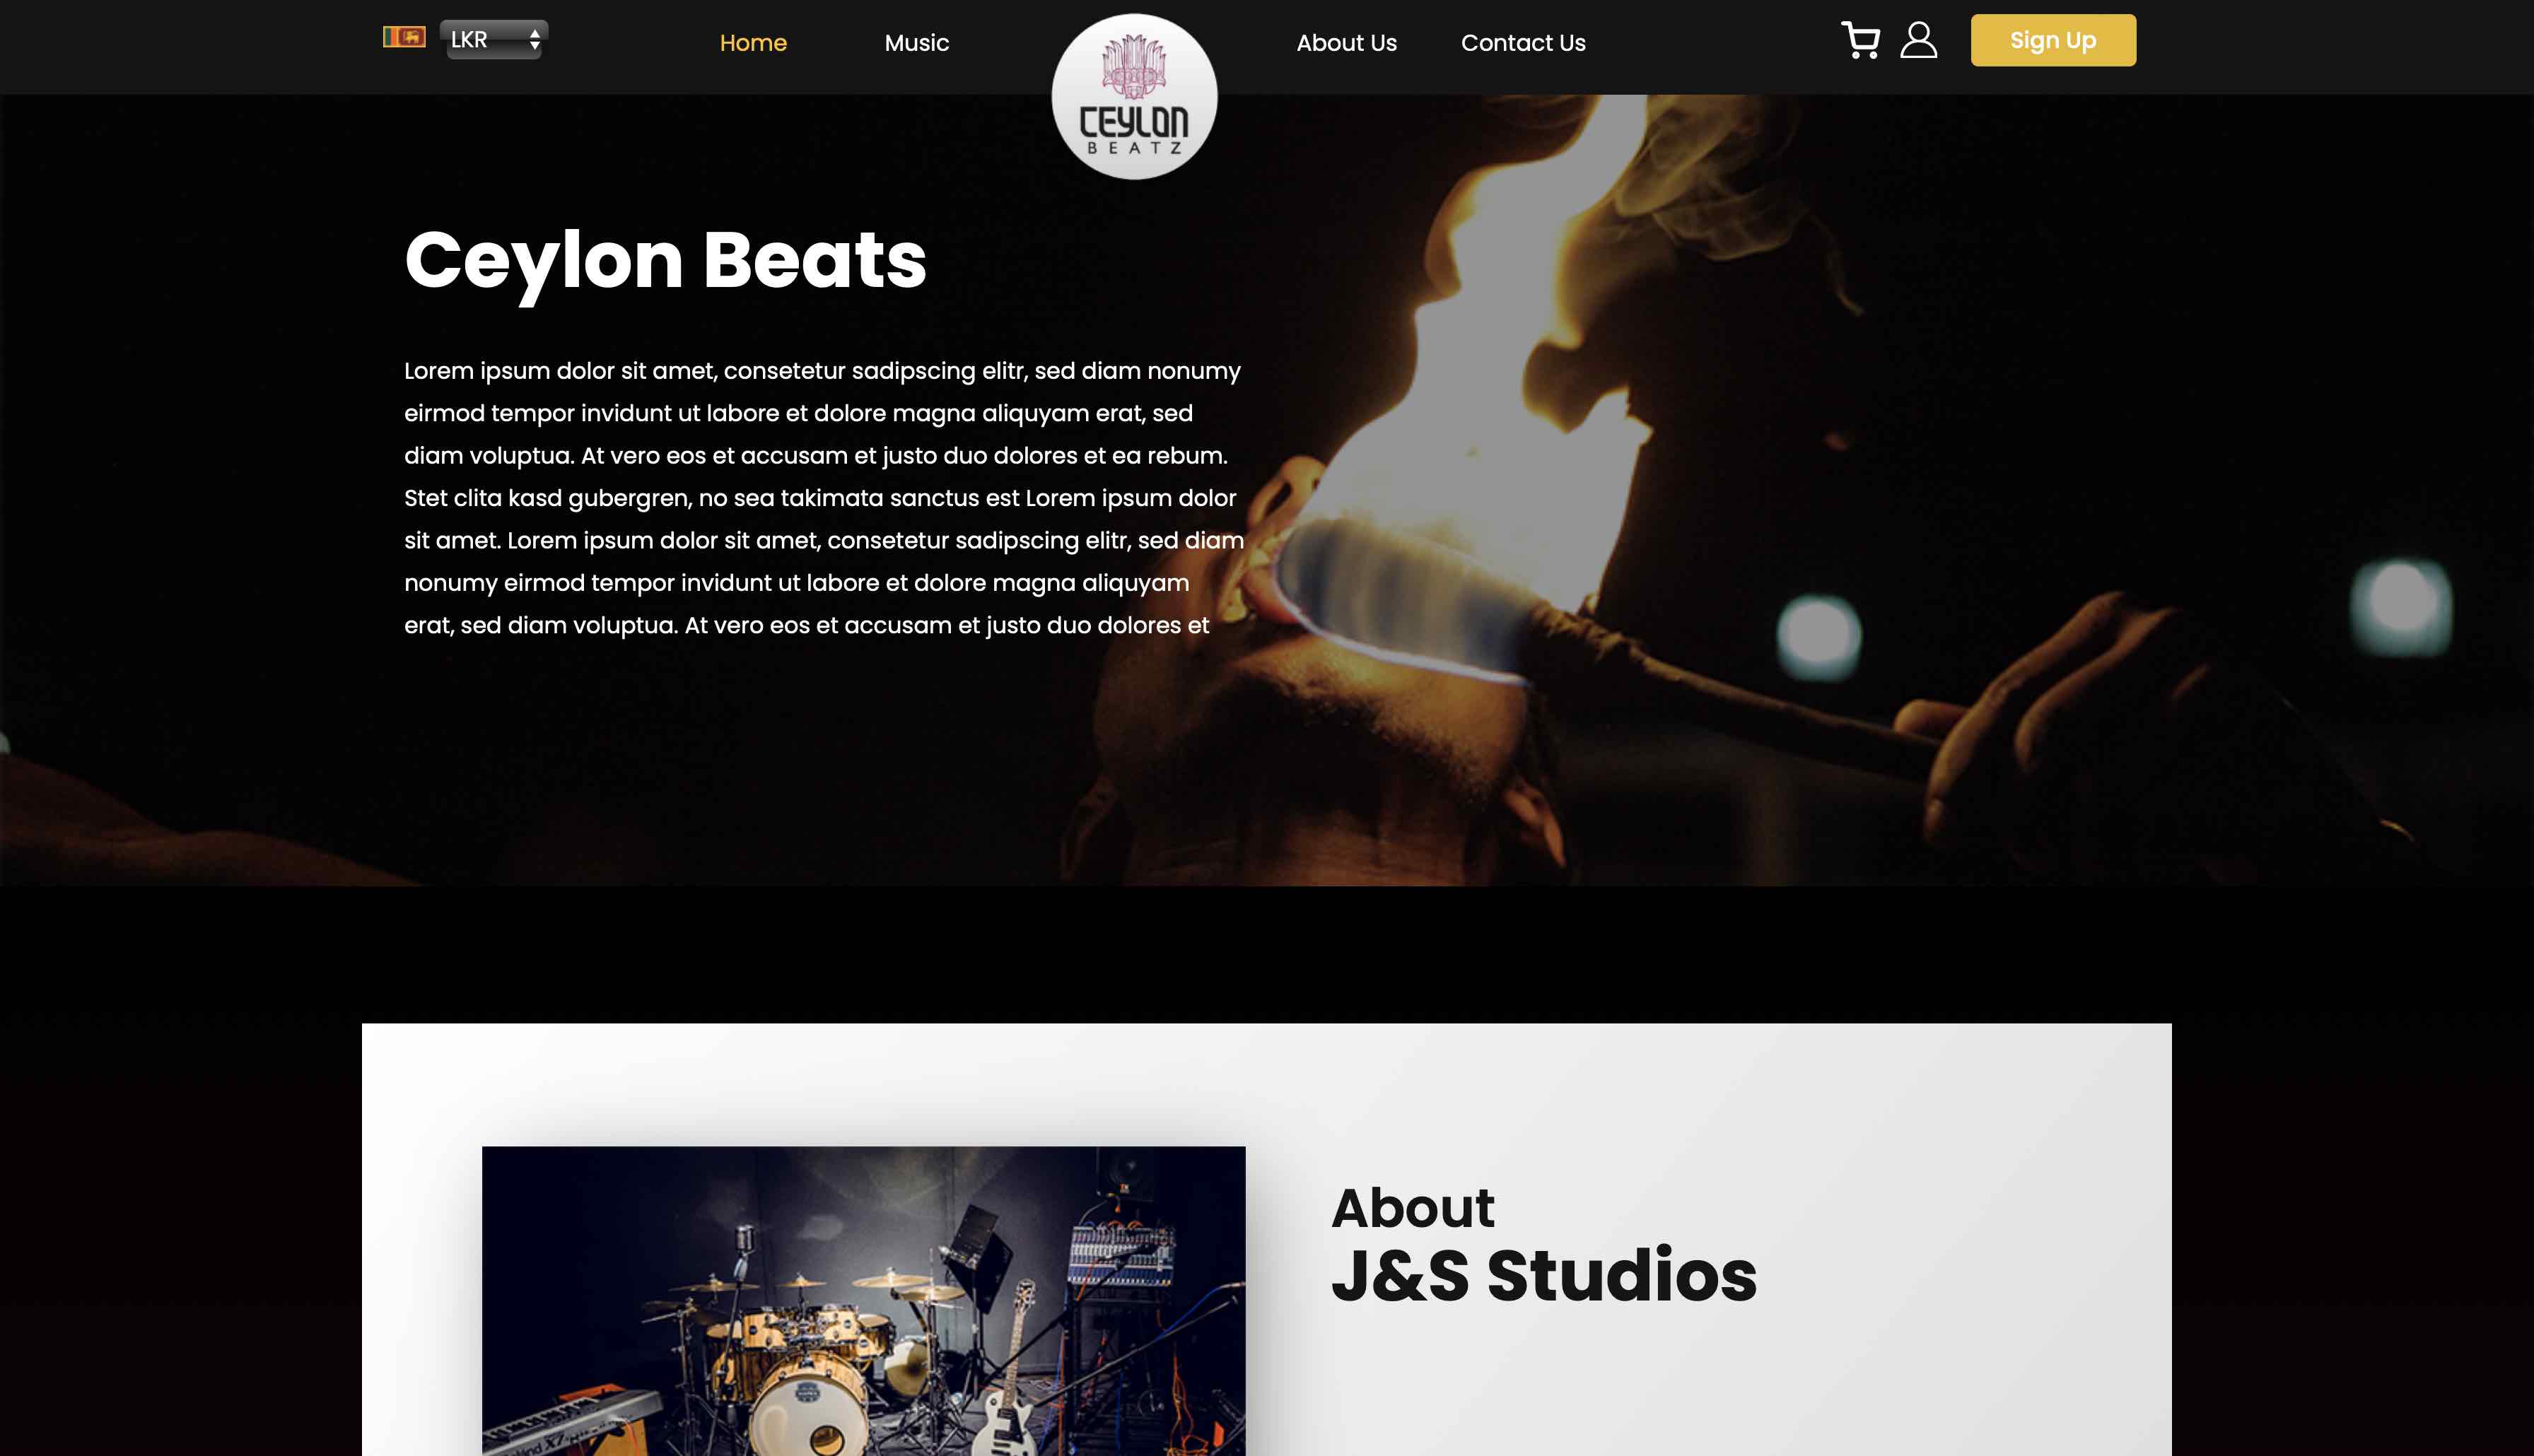 LKR
Home
Music
CEYLON
BEATZ
About Us
Contact Us
Sign Up
Ceylon Beats
Lorem ipsum dolor sit amet, consetetur sadipscing elitr, sed diam nonumy
eirmod tempor invidunt ut labore et dolore magna aliquyam erat, sed
diam voluptua. At vero eos et accusam et justo duo dolores et ea rebum.
Stet clita kasd gubergren, no sea takimata sanctus est Lorem ipsum dolor
sit amet. Lorem ipsum dolor sit amet, consetetur sadipscing elitr, sed diam
nonumy eirmod tempor invidunt ut labore et dolore magna aliquyam
erat, sed diam voluptua. At vero eos et accusam et justo duo dolores et
About
J&S Studios